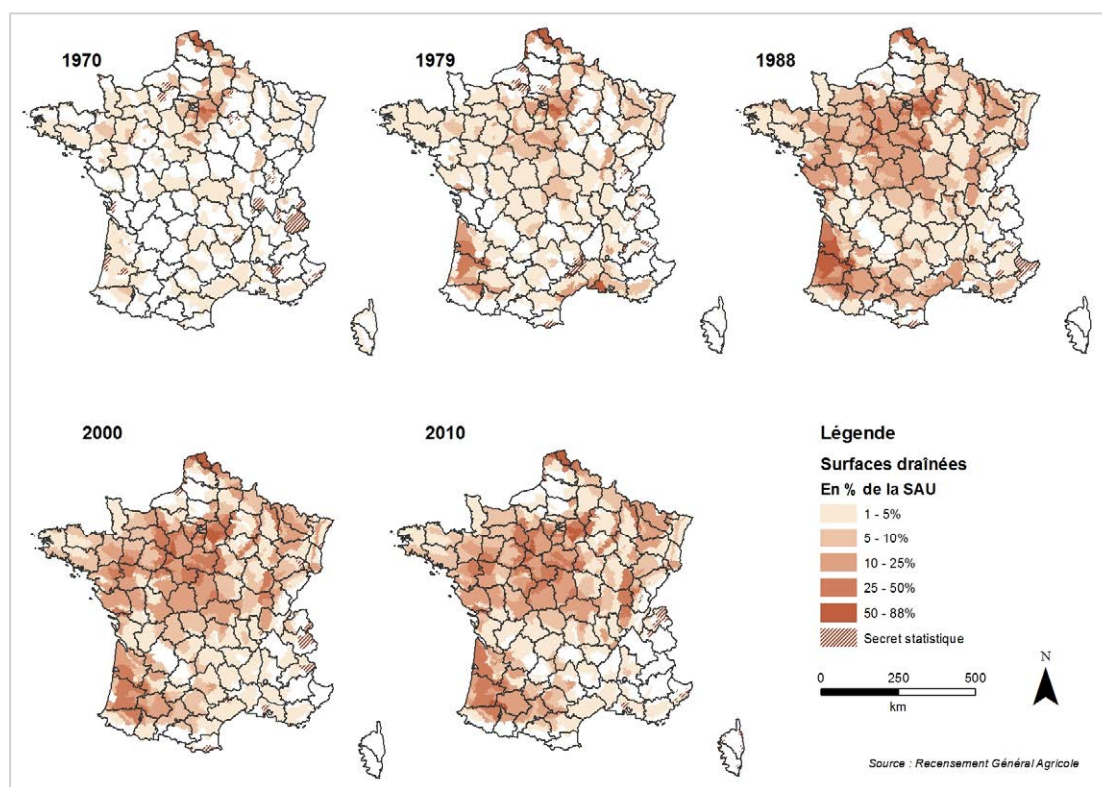 1970
1979
1988
2000
2010
Légende
Surfaces draînées
En % de la SAU
1 - 5%
5 - 10%
10 - 25%
25 - 50%
50 - 88%
Secret statistique
0 250 500
km
N
Source : Recensement Général Agricole